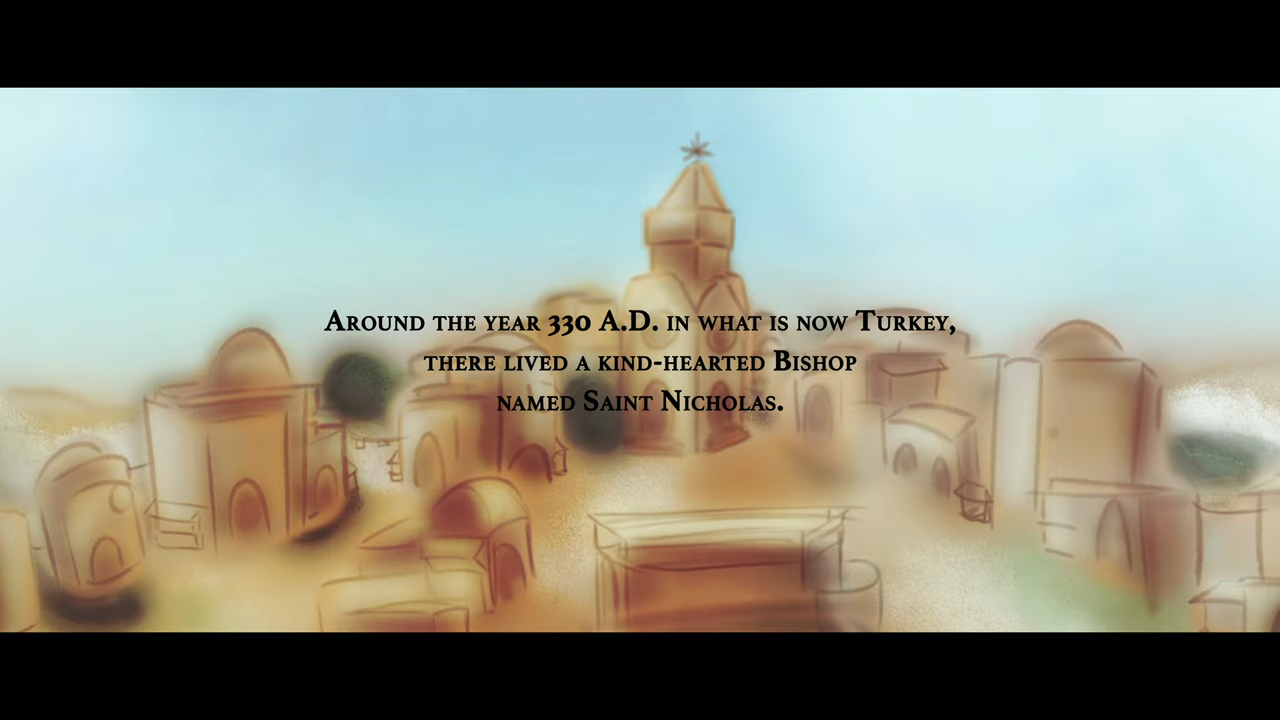 Around the year 330 A.D. in what is now Turkey,
there lived a kind-hearted Bishop
named Saint Nicholas.